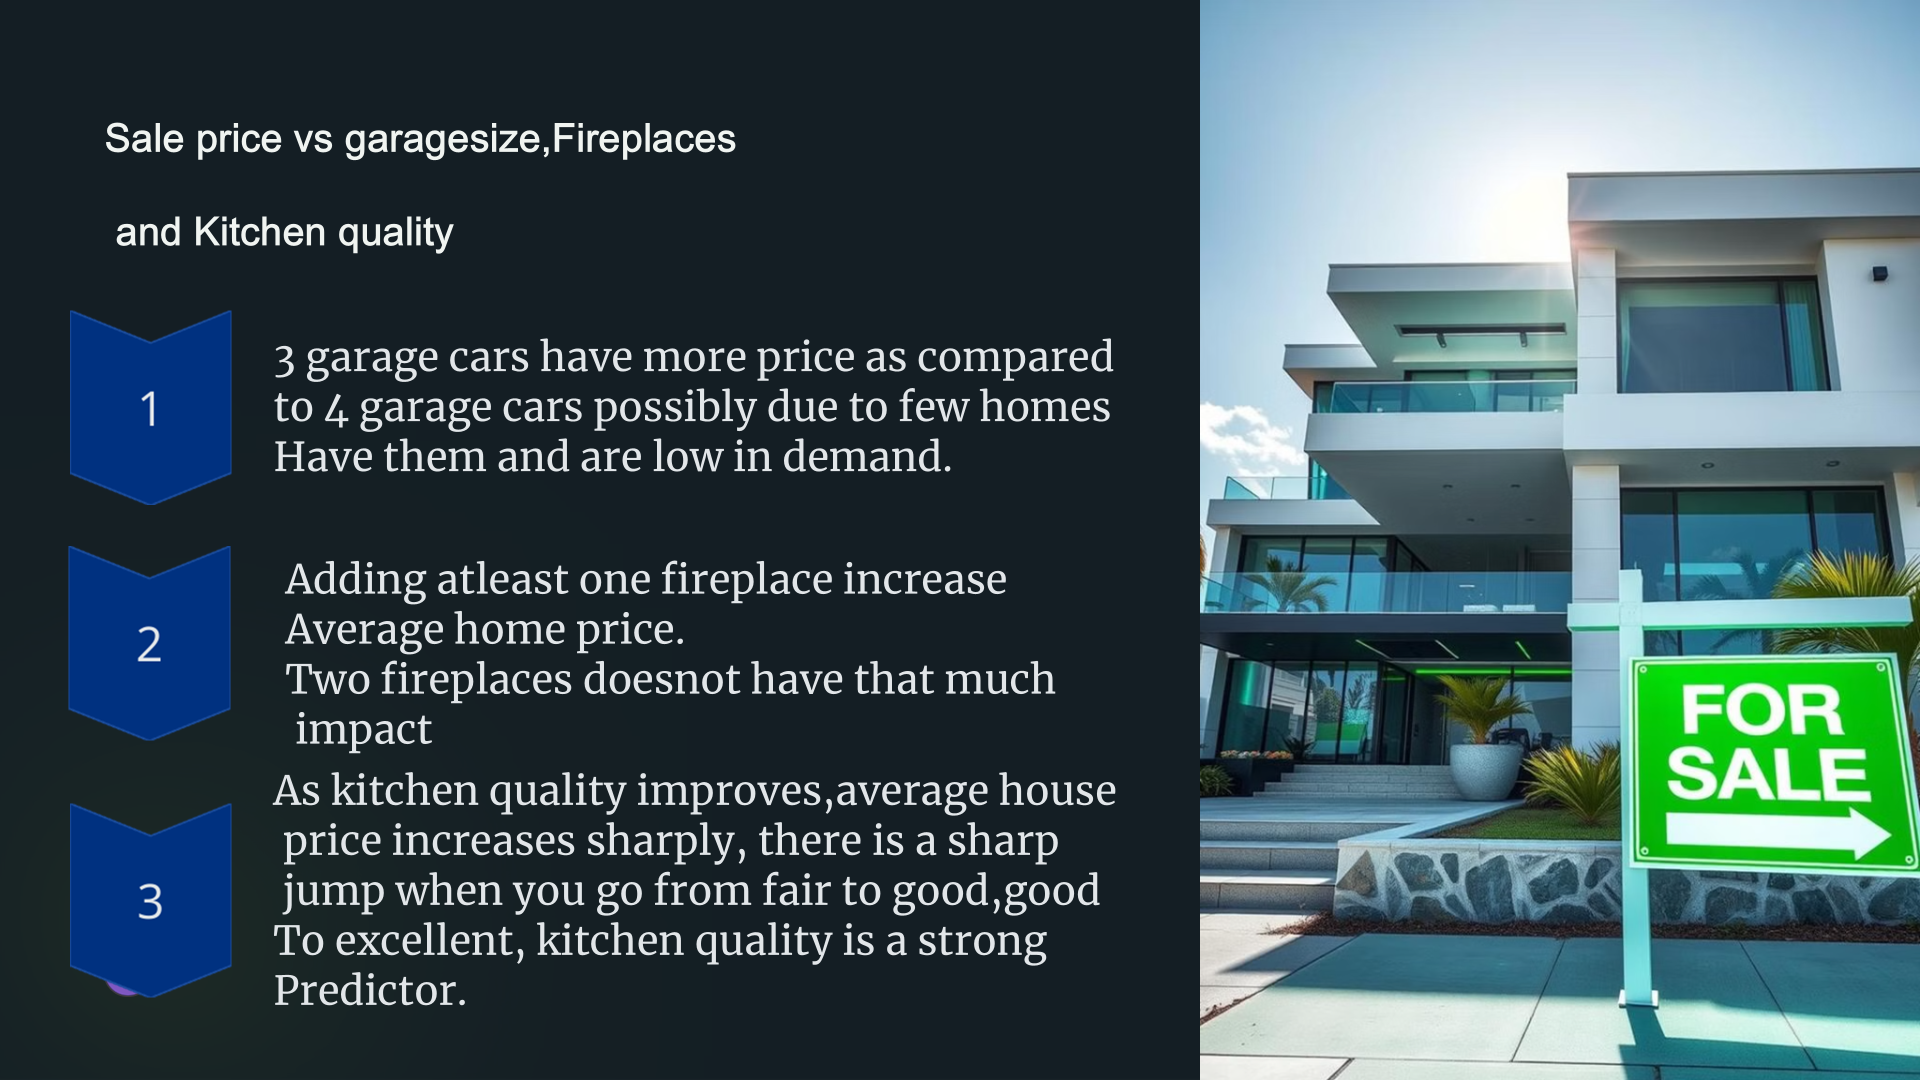 Sale price vs garagesize,Fireplaces
and Kitchen quality
1
3 garage cars have more price as compared
to 4 garage cars possibly due to few homes
Have them and are low in demand.
2
Adding atleast one fireplace increase
Average home price.
Two fireplaces doesnot have that much
impact
3
As kitchen quality improves,average house
price increases sharply, there is a sharp
jump when you go from fair to good,good
To excellent, kitchen quality is a strong
Predictor.
FOR
SALE